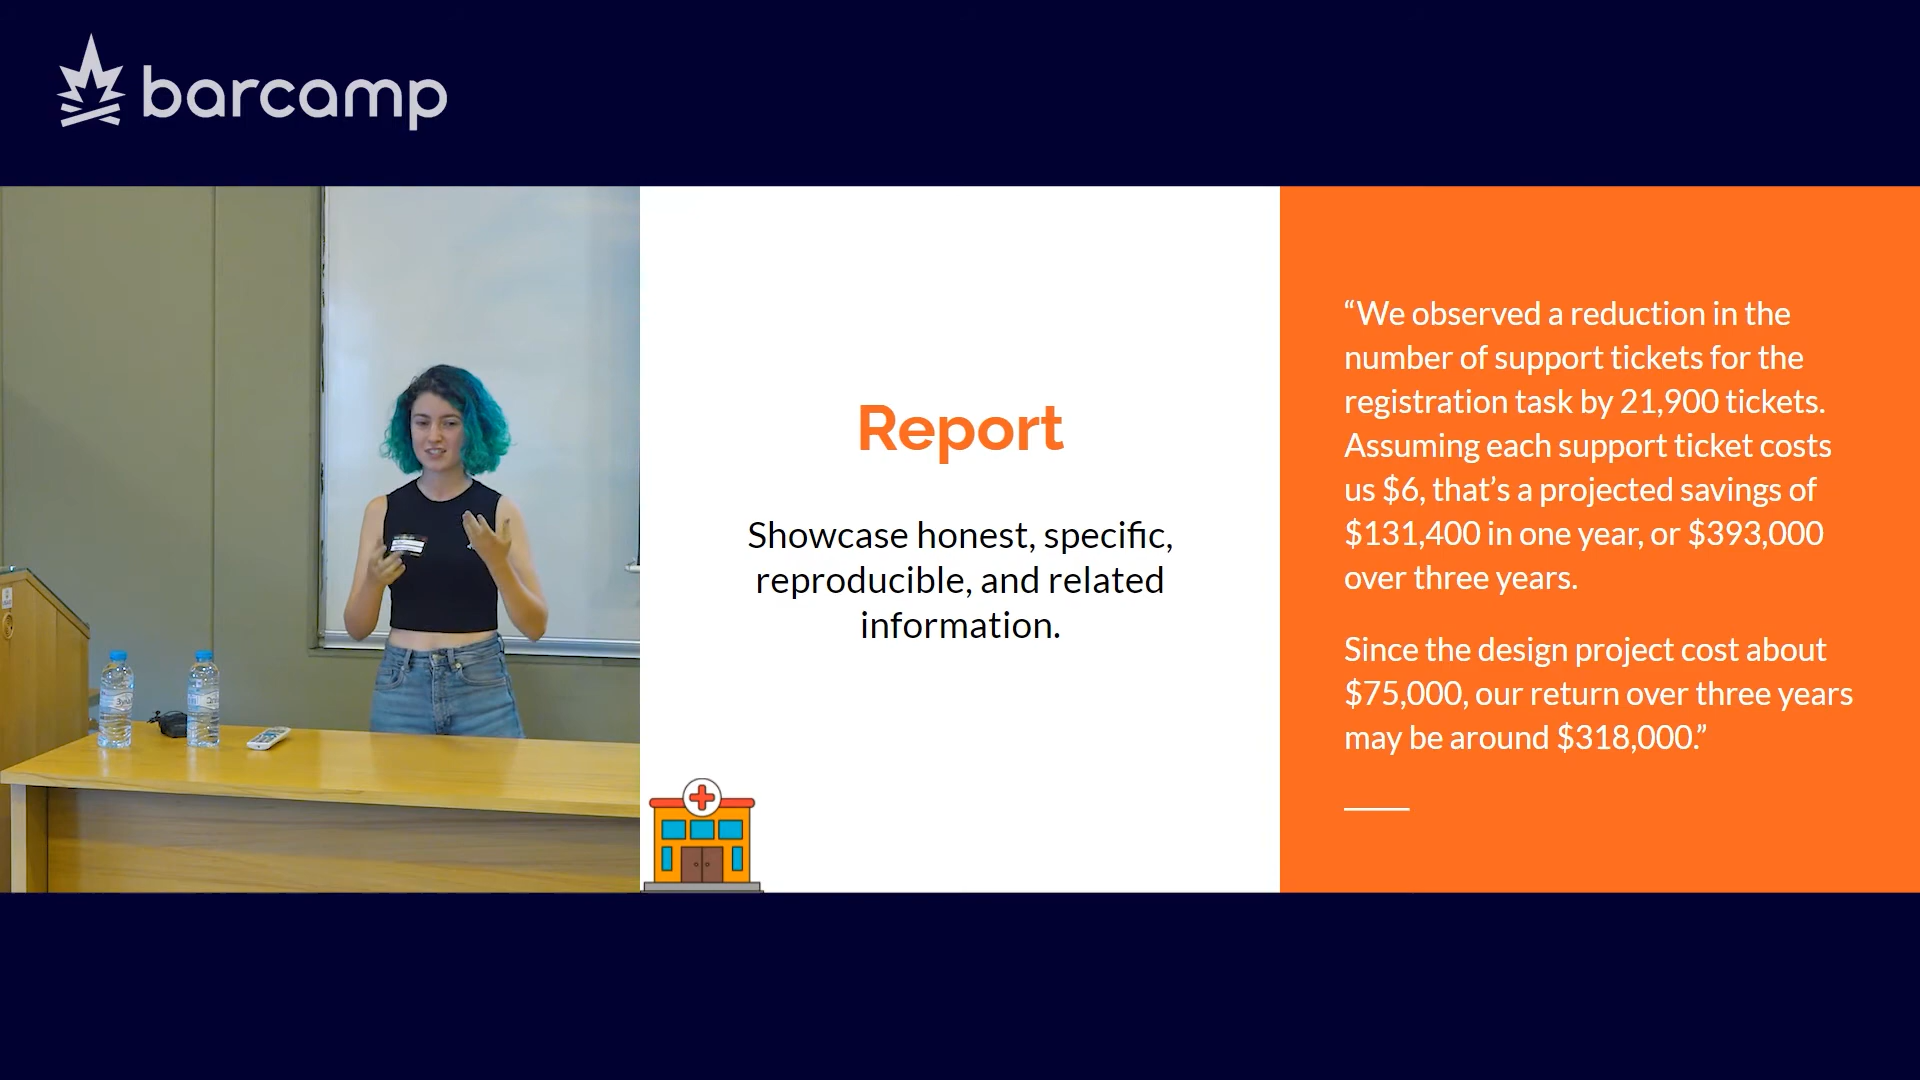 barcamp
Report
Showcase honest, specific,
reproducible, and related
information.
“We observed a reduction in the
number of support tickets for the
registration task by 21,900 tickets.
Assuming each support ticket costs
us $6, that’s a projected savings of
$131,400 in one year, or $393,000
over three years.
Since the design project cost about
$75,000, our return over three years
may be around $318,000.”